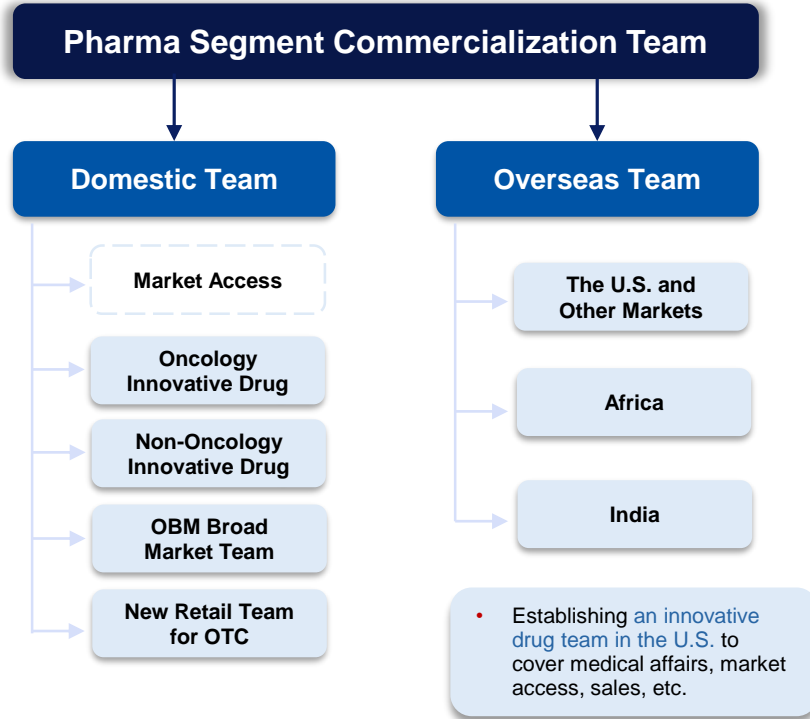 Pharma Segment Commercialization Team
Domestic Team
Market Access
Oncology
Innovative Drug
Non-Oncology
Innovative Drug
OBM Broad
Market Team
New Retail Team
for OTC
Overseas Team
The U.S. and
Other Markets
Africa
India
• Establishing an innovative
drug team in the U.S. to
cover medical affairs, market
access, sales, etc.